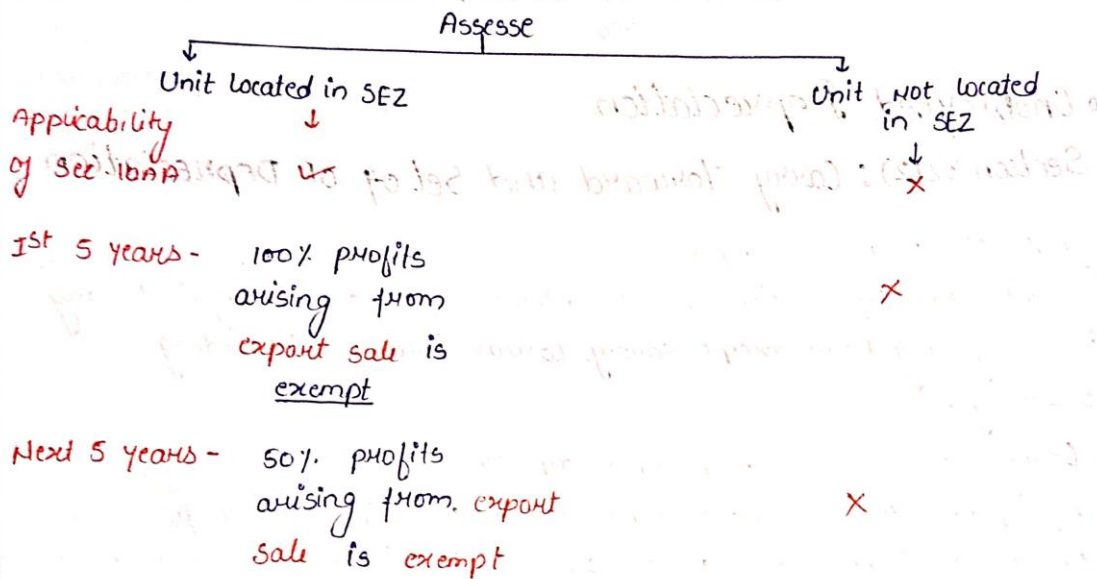 Assesse
Unit Located in SEZ
Unit Not Located
in SEZ
Applicability
of Sec 10AA
x
Ist 5 years - 100% profits
arising from x
export sale is
exempt
Next 5 years - 50% profits
arising from export x
sale is exempt